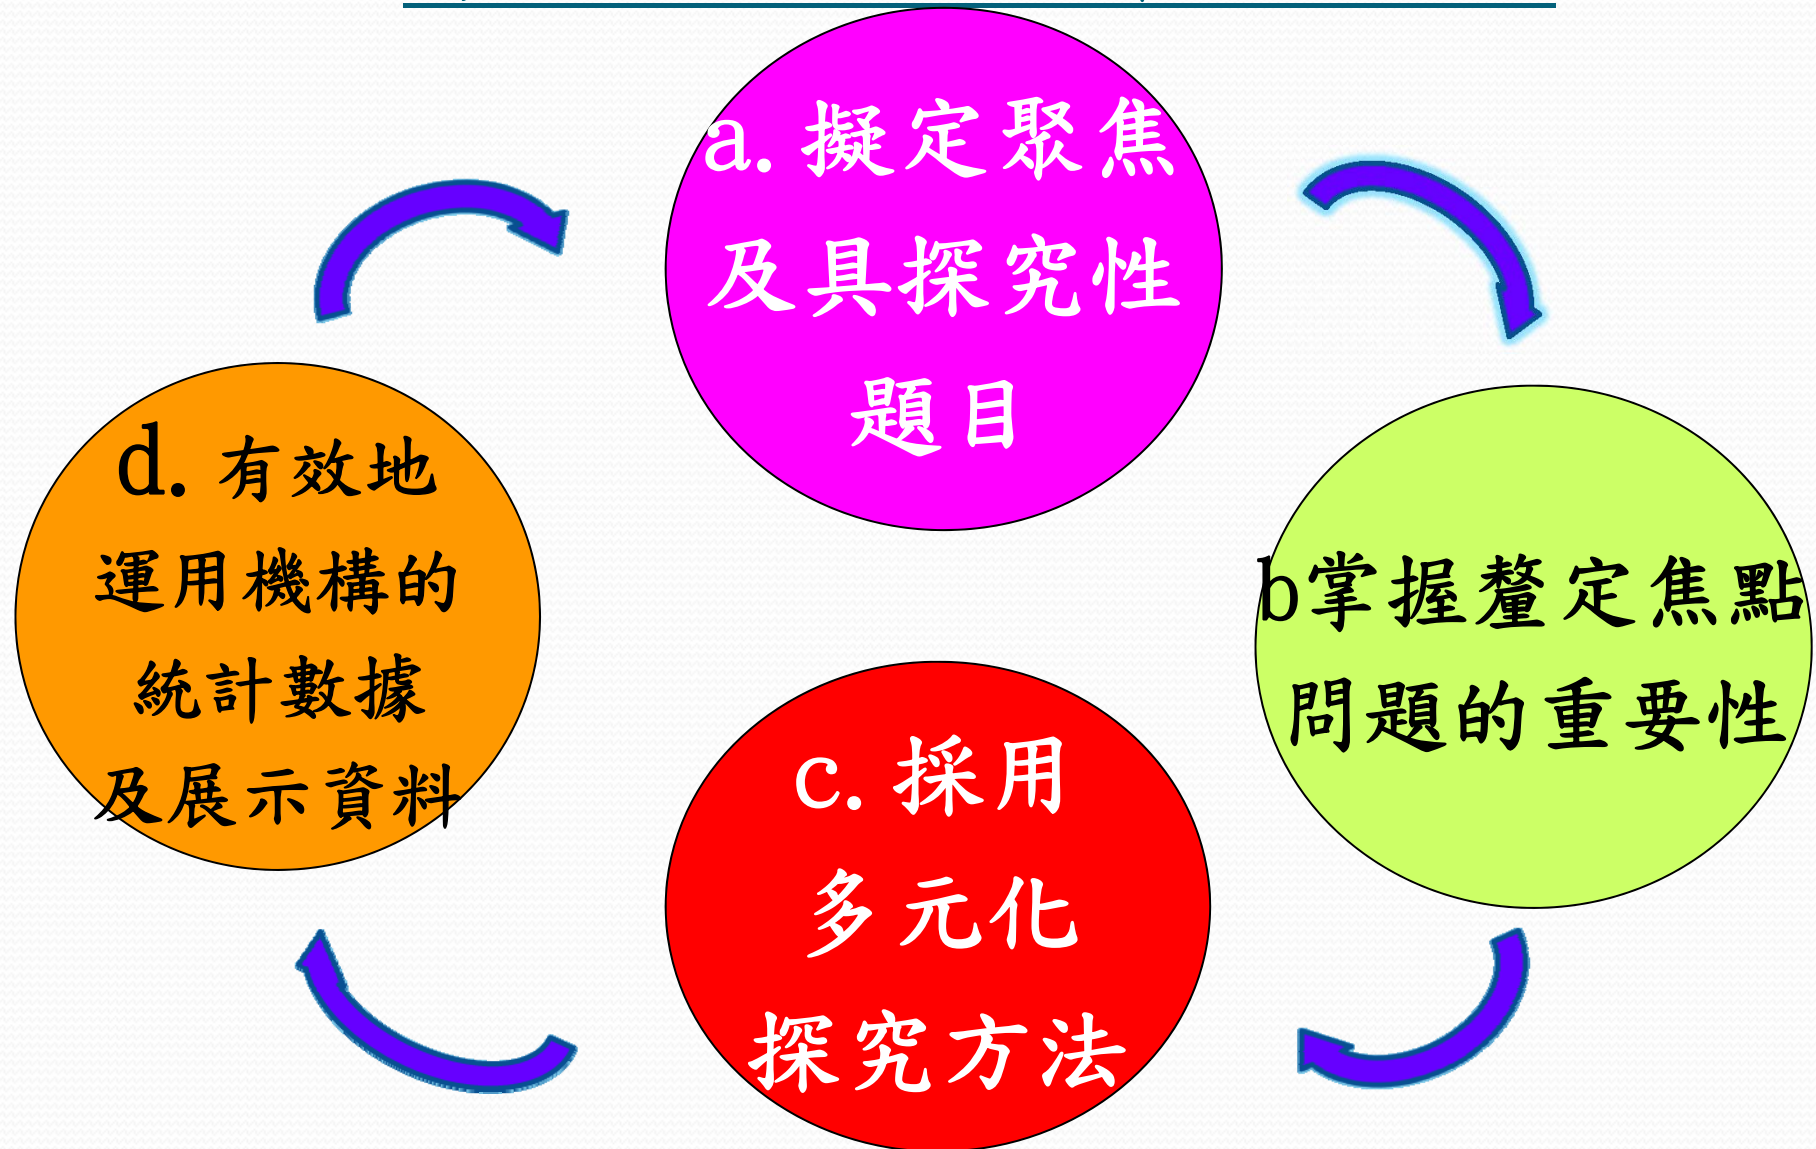 a. 擬定聚焦
及具探究性
題目
b掌握釐定焦點
問題的重要性
c. 採用
多元化
探究方法
d. 有效地
運用機構的
統計數據
及展示資料